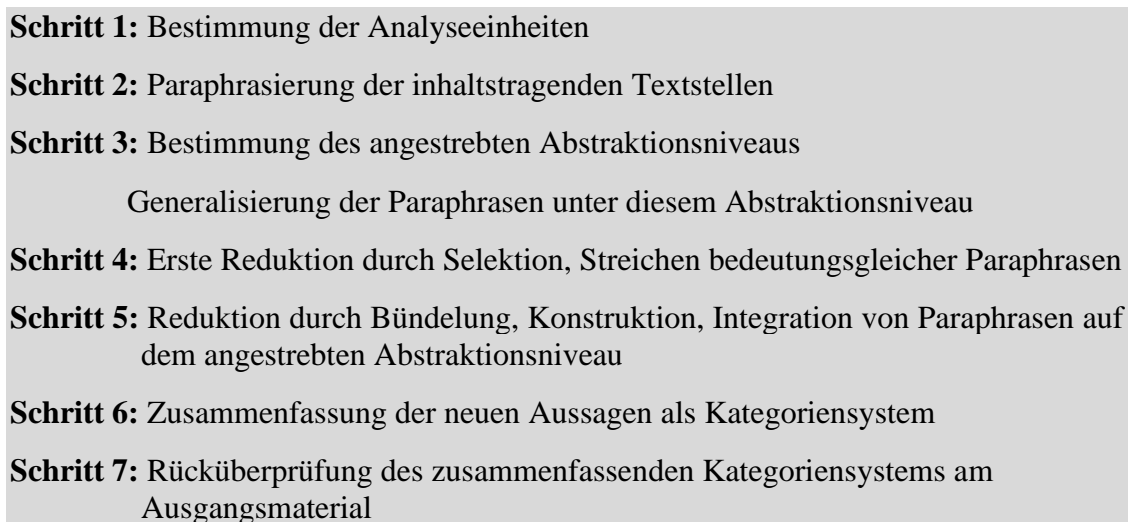 Schritt 1: Bestimmung der Analyseeinheiten
Schritt 2: Paraphrasierung der inhaltstragenden Textstellen
Schritt 3: Bestimmung des angestrebten Abstraktionsniveaus
Generalisierung der Paraphrasen unter diesem Abstraktionsniveau
Schritt 4: Erste Reduktion durch Selektion, Streichen bedeutungsgleicher Paraphrasen
Schritt 5: Reduktion durch Bündelung, Konstruktion, Integration von Paraphrasen auf
dem angestrebten Abstraktionsniveau
Schritt 6: Zusammenfassung der neuen Aussagen als Kategoriensystem
Schritt 7: Rücküberprüfung des zusammenfassenden Kategoriensystems am
Ausgangsmaterial